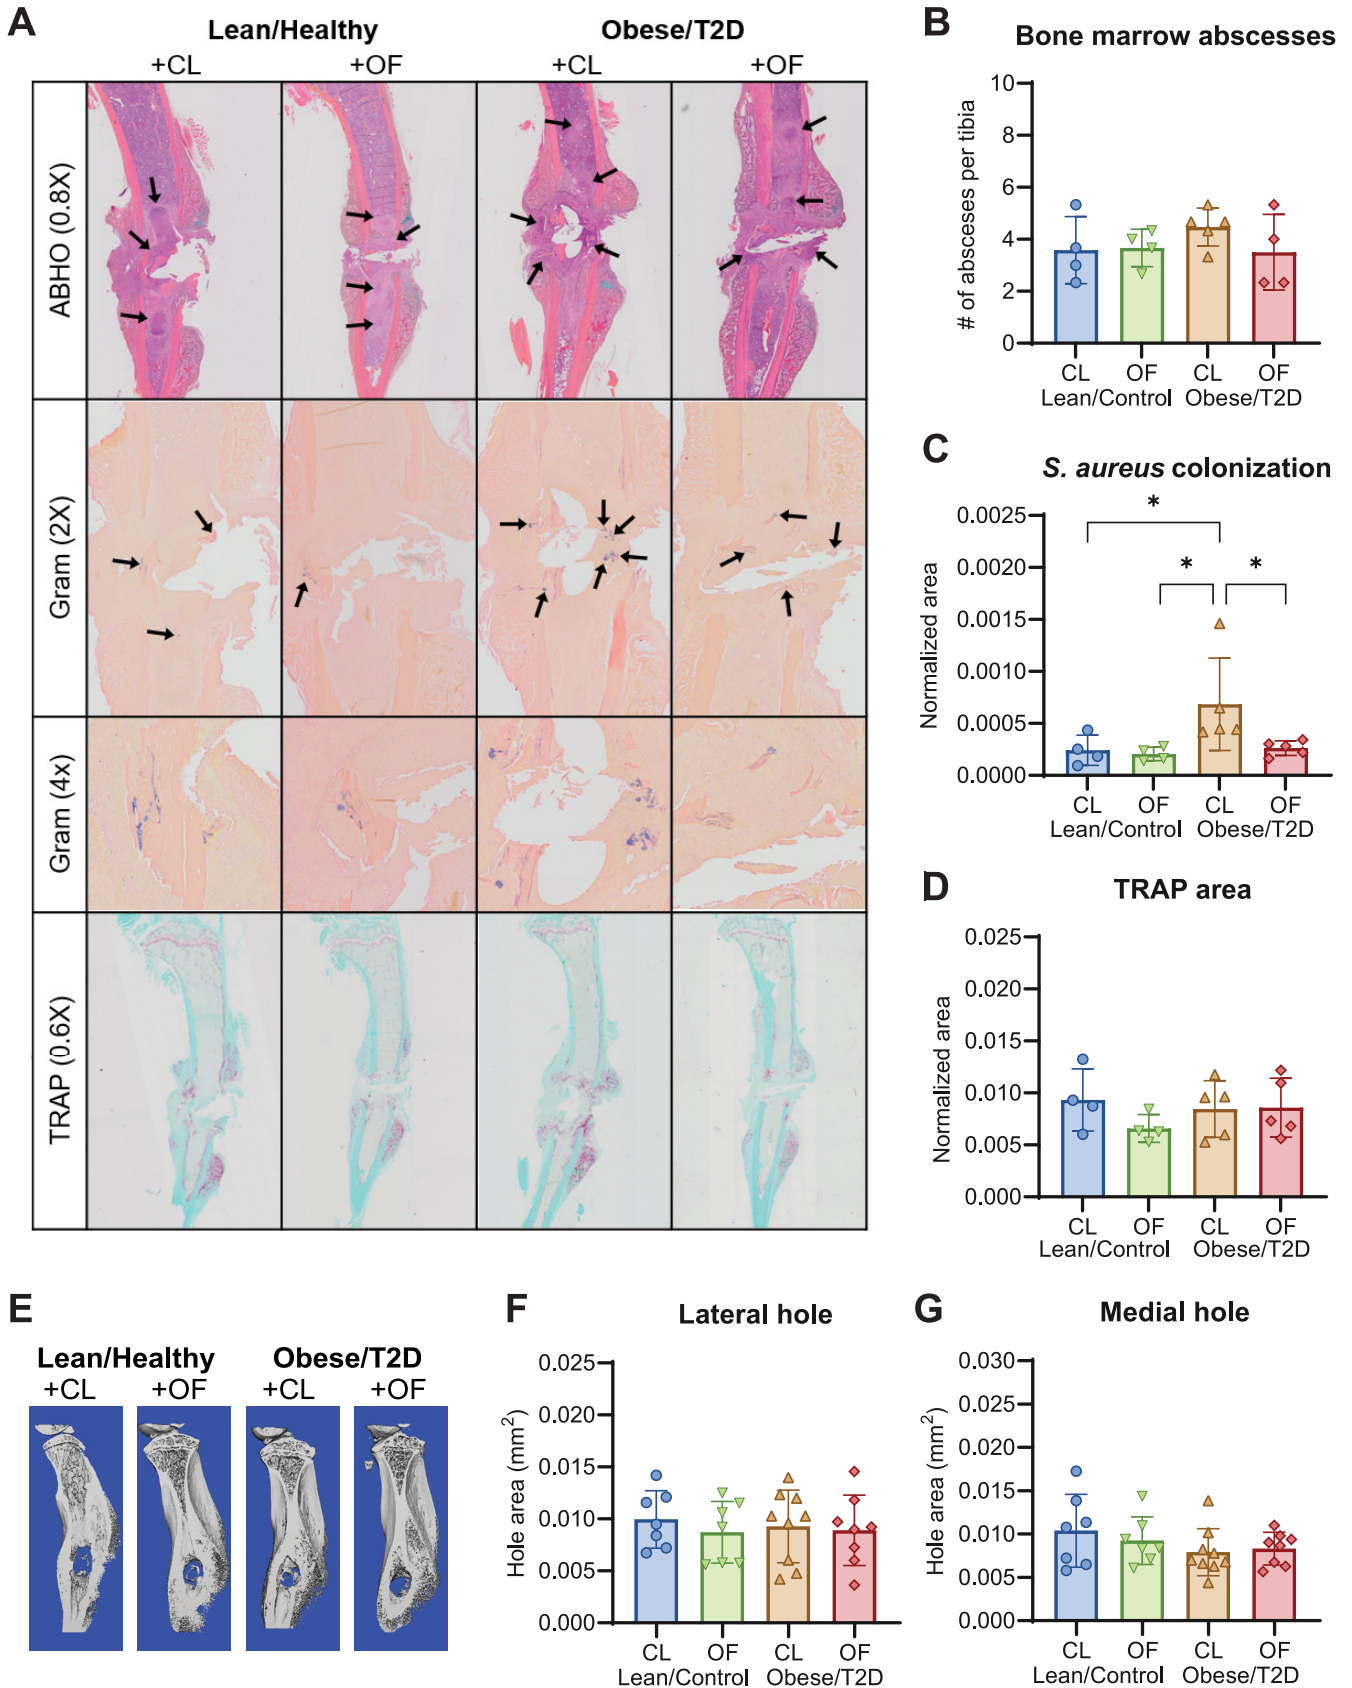 A
Lean/Healthy
Obese/T2D
+CL
+OF
+CL
+OF
ABHO (0.8X)
Gram (2X)
Gram (4x)
TRAP (0.6X)
B
Bone marrow abscesses
# of absceses per tibia
10
8
6
4
2
0
CL
OF
CL
OF
Lean/Control
Obese/T2D
C
S. aureus colonization
Normalized area
0.0025
0.0020
0.0015
0.0010
0.0005
0.0000
*
*
*
CL
OF
CL
OF
Lean/Control
Obese/T2D
D
TRAP area
Normalized area
0.025
0.020
0.015
0.010
0.005
0.000
CL
OF
CL
OF
Lean/Control
Obese/T2D
E
Lean/Healthy
Obese/T2D
+CL
+OF
+CL
+OF
F
Lateral hole
Hole area (mm²)
0.025
0.020
0.015
0.010
0.005
0.000
CL
OF
CL
OF
Lean/Control
Obese/T2D
G
Medial hole
Hole area (mm²)
0.030
0.025
0.020
0.015
0.010
0.005
0.000
CL
OF
CL
OF
Lean/Control
Obese/T2D